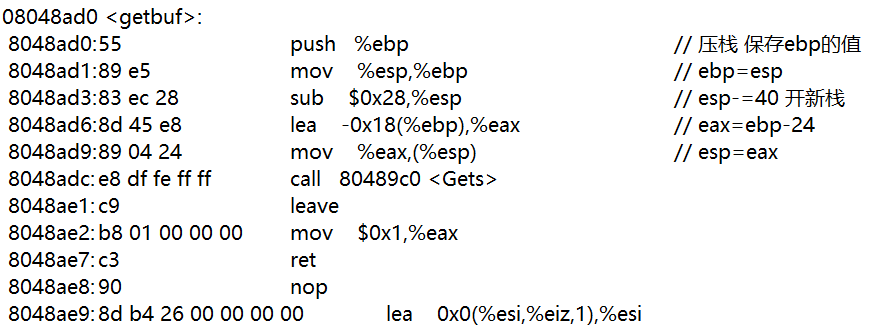 08048ad0 <getbuf>:
8048ad0:55 push %ebp // 压栈 保存ebp的值
8048ad1:89 e5 mov %esp,%ebp // ebp=esp
8048ad3:83 ec 28 sub $0x28,%esp // esp-=40 开新栈
8048ad6:8d 45 e8 lea -0x18(%ebp),%eax // eax=ebp-24
8048ad9:89 04 24 mov %eax,(%esp) // esp=eax
8048adc:e8 df fe ff ff call 80489c0 <Gets>
8048ae1:c9 leave
8048ae2:b8 01 00 00 00 mov $0x1,%eax
8048ae7:c3 ret
8048ae8:90 nop
8048ae9:8d b4 26 00 00 00 00 lea 0x0(%esi,%eiz,1),%esi